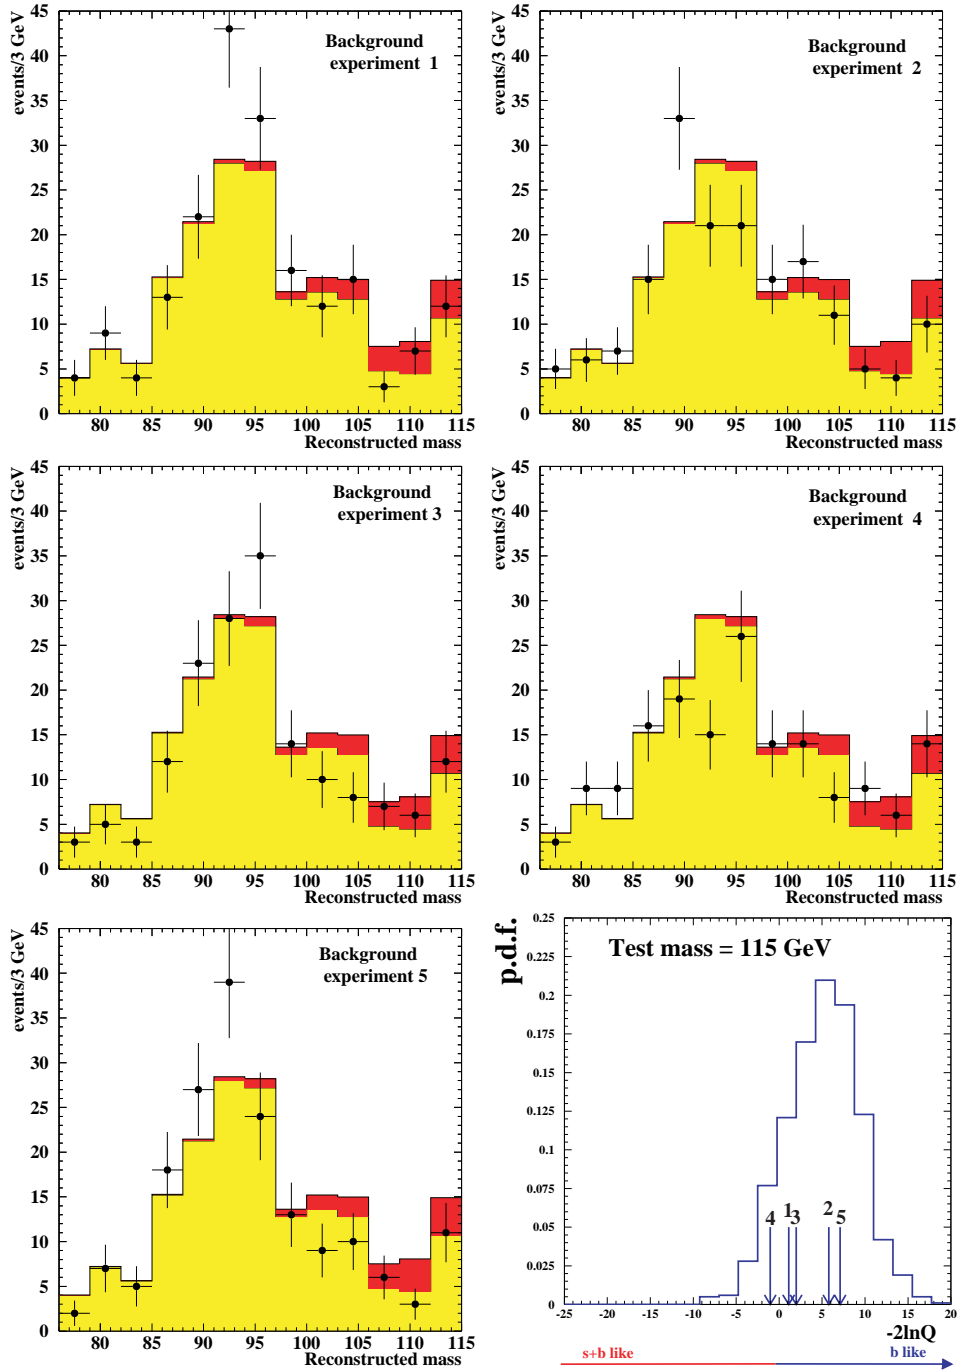 events/3 GeV
45
40
35
30
25
20
15
10
5
0
Background
experiment 1
80 85 90 95 100 105 110 115
Reconstructed mass
events/3 GeV
45
40
35
30
25
20
15
10
5
0
Background
experiment 2
80 85 90 95 100 105 110 115
Reconstructed mass
events/3 GeV
45
40
35
30
25
20
15
10
5
0
Background
experiment 3
80 85 90 95 100 105 110 115
Reconstructed mass
events/3 GeV
45
40
35
30
25
20
15
10
5
0
Background
experiment 4
80 85 90 95 100 105 110 115
Reconstructed mass
events/3 GeV
45
40
35
30
25
20
15
10
5
0
Background
experiment 5
80 85 90 95 100 105 110 115
Reconstructed mass
p.d.f.
0.25
0.225
0.2
0.175
0.15
0.125
0.1
0.075
0.05
0.025
0
Test mass = 115 GeV
4 1 3 2 5
-25 -20 -15 -10 -5 0 5 10 15 20
-2lnQ
s+b like
b like